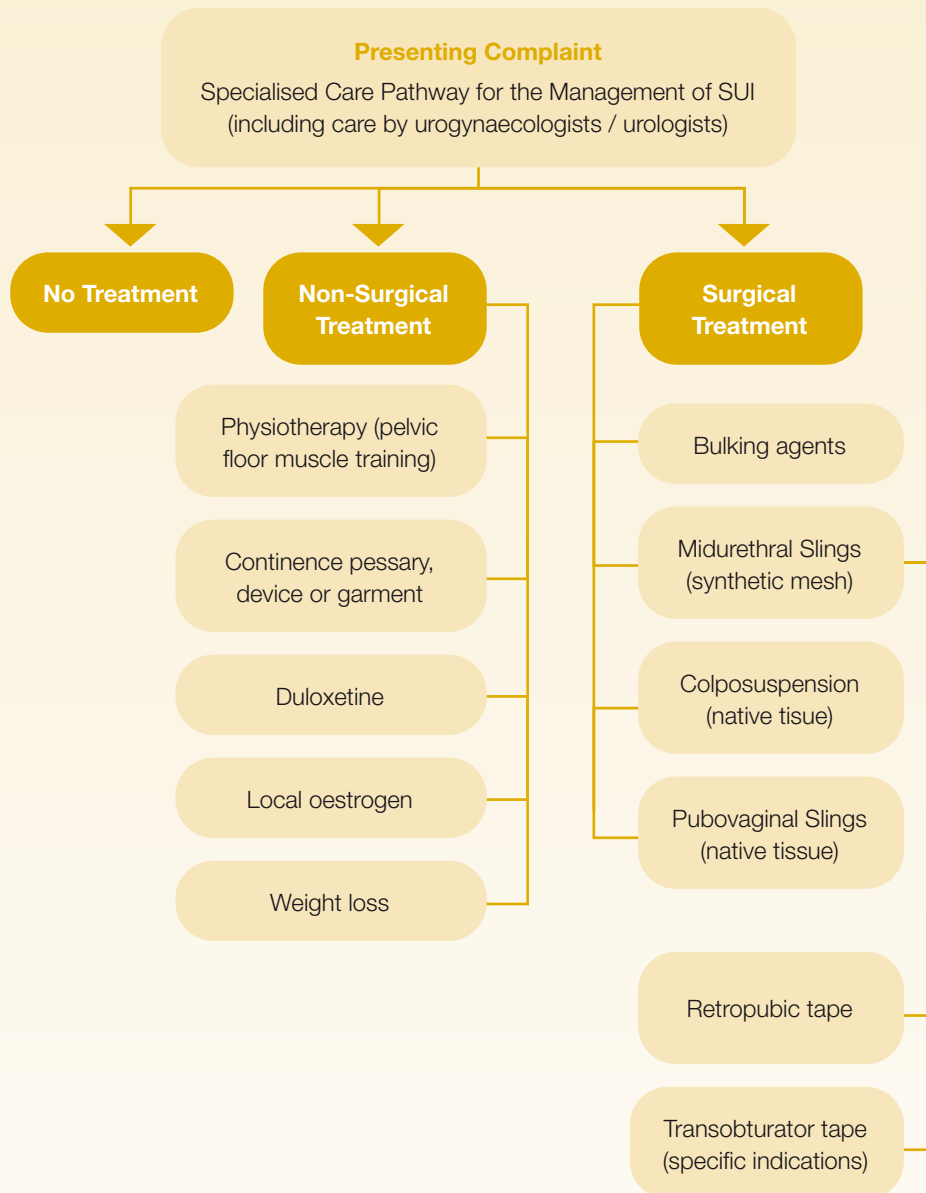 Presenting Complaint
Specialised Care Pathway for the Management of SUI
(including care by urogynaecologists / urologists)
No Treatment
Non-Surgical
Treatment
Surgical
Treatment
Physiotherapy (pelvic
floor muscle training)
Continence pessary,
device or garment
Duloxetine
Local oestrogen
Weight loss
Bulking agents
Midurethral Slings
(synthetic mesh)
Colposuspension
(native tisue)
Pubovaginal Slings
(native tissue)
Retropubic tape
Transobturator tape
(specific indications)